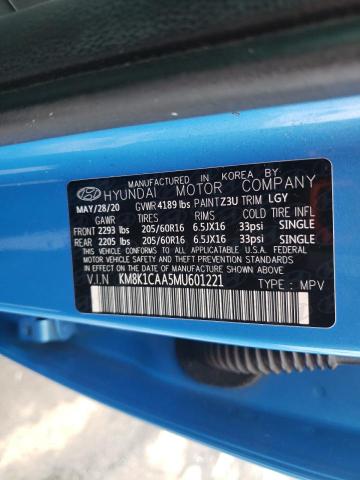 MANUFACTURED IN KOREA BY
HYUNDAI MOTOR COMPANY
MAY/28/20 GVWR 4189 lbs PAINT Z3U TRIM LGY
GAWR TIRES RIMS COLD TIRE INFL
FRONT 2293 lbs 205/60R16 6.5JX16 33psi SINGLE
REAR 2205 lbs 205/60R16 6.5JX16 33psi SINGLE
THIS VEHICLE CONFORMS TO ALL APPLICABLE U.S. FEDERAL MOTOR VEHICLE SAFETY AND THEFT PREVENTION STANDARDS IN EFFECT ON THE DATE OF MANUFACTURE SHOWN ABOVE.
V.I.N KM8K1CAA5MU601221
TYPE : MPV